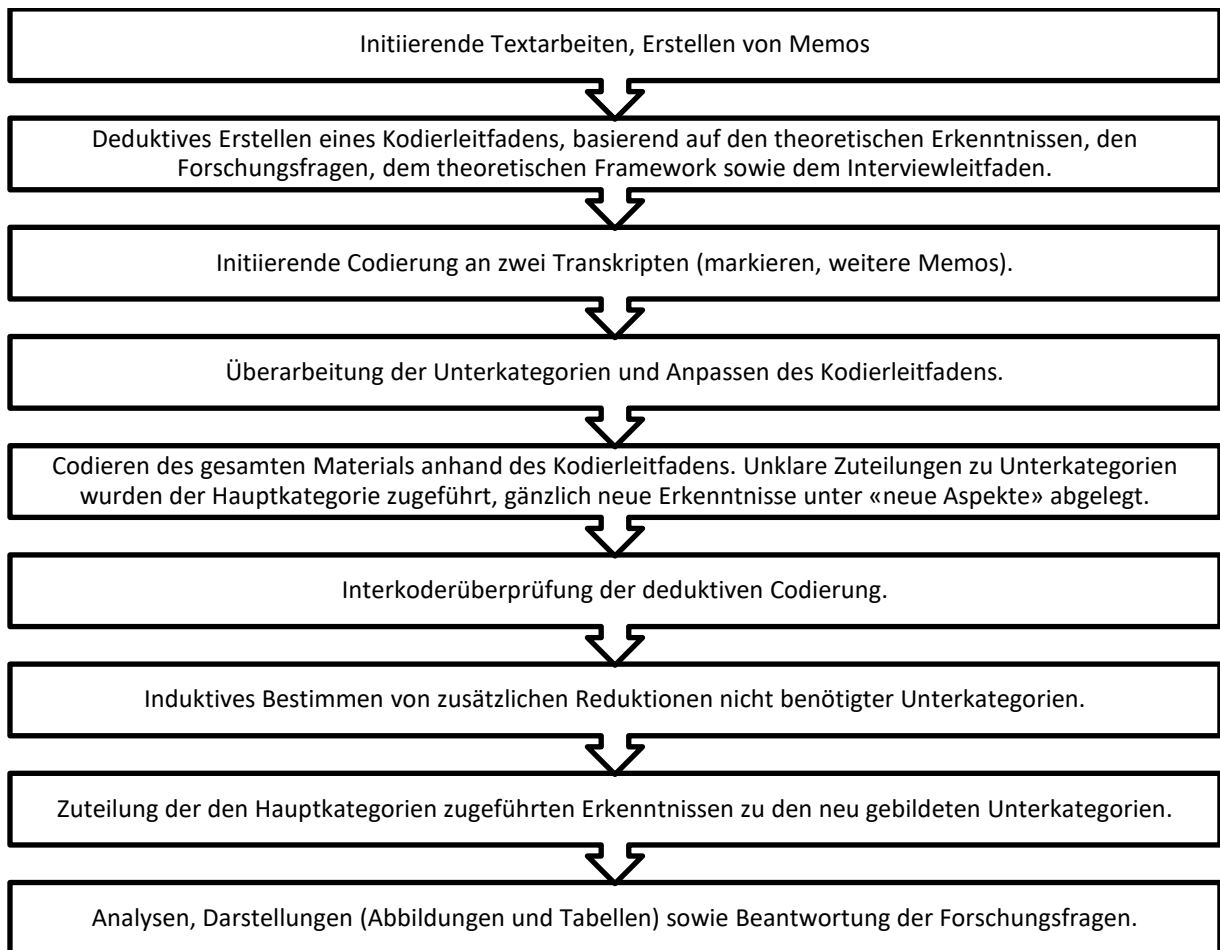 Initiierende Textarbeiten, Erstellen von Memos
Deduktives Erstellen eines Kodierleitfadens, basierend auf den theoretischen Erkenntnissen, den
Forschungsfragen, dem theoretischen Framework sowie dem Interviewleitfaden.
Initiierende Codierung an zwei Transkripten (markieren, weitere Memos).
Überarbeitung der Unterkategorien und Anpassen des Kodierleitfadens.
Codieren des gesamten Materials anhand des Kodierleitfadens. Unklare Zuteilungen zu Unterkategorien
wurden der Hauptkategorie zugeführt, gänzlich neue Erkenntnisse unter «neue Aspekte» abgelegt.
Interkoderüberprüfung der deduktiven Codierung.
Induktives Bestimmen von zusätzlichen Reduktionen nicht benötigter Unterkategorien.
Zuteilung der den Hauptkategorien zugeführten Erkenntnissen zu den neu gebildeten Unterkategorien.
Analysen, Darstellungen (Abbildungen und Tabellen) sowie Beantwortung der Forschungsfragen.